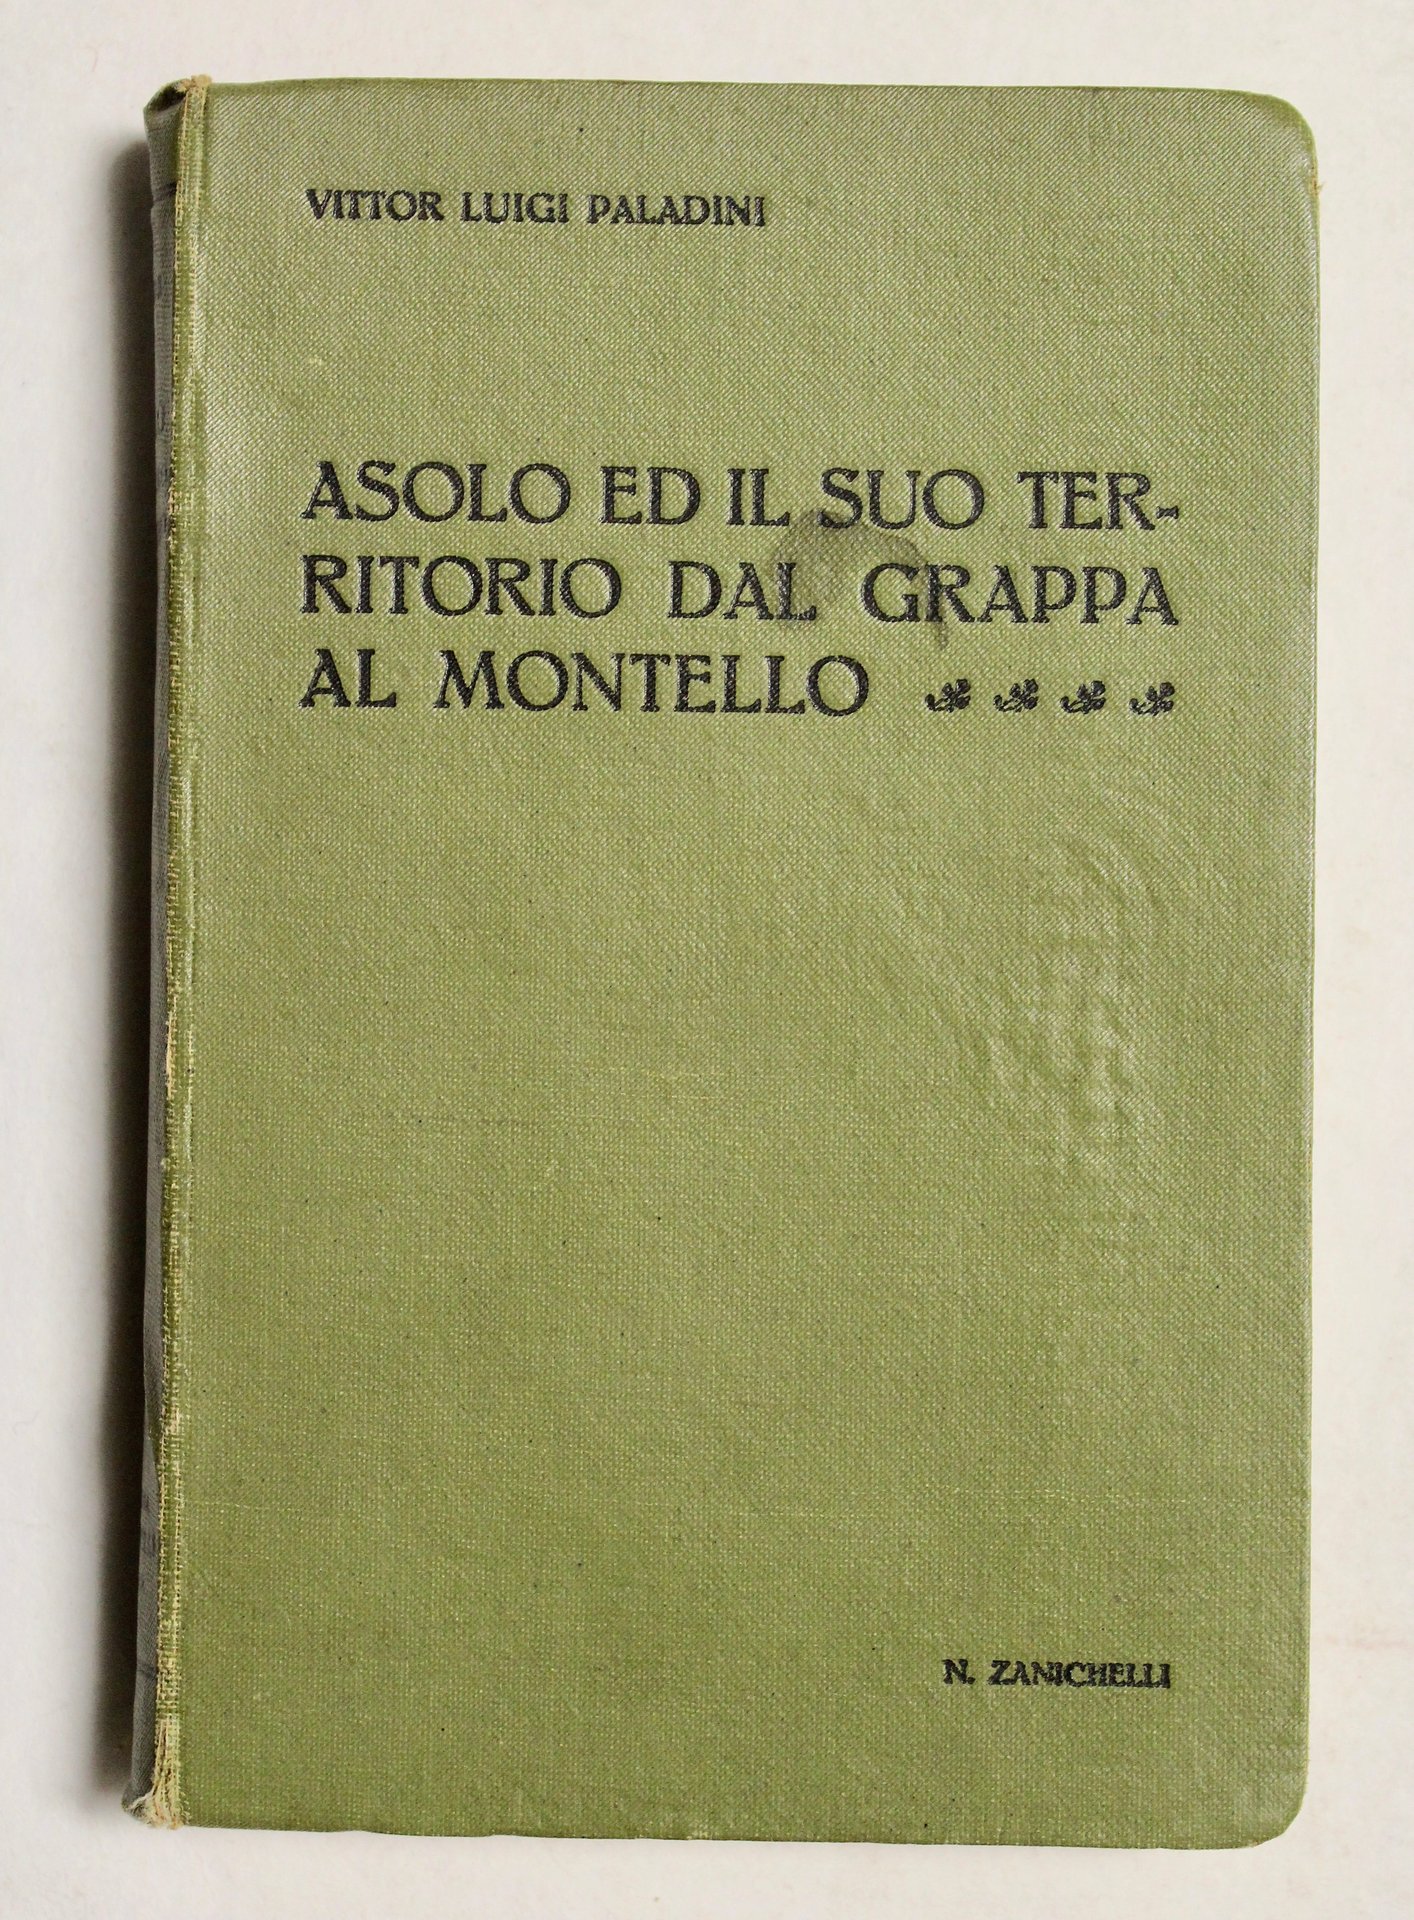 VITTOR LUIGI PALADINI
ASOLO ED IL SUO TER-
RITORIO DAL GRAPPA
AL MONTELLO
N. ZANICHELLI